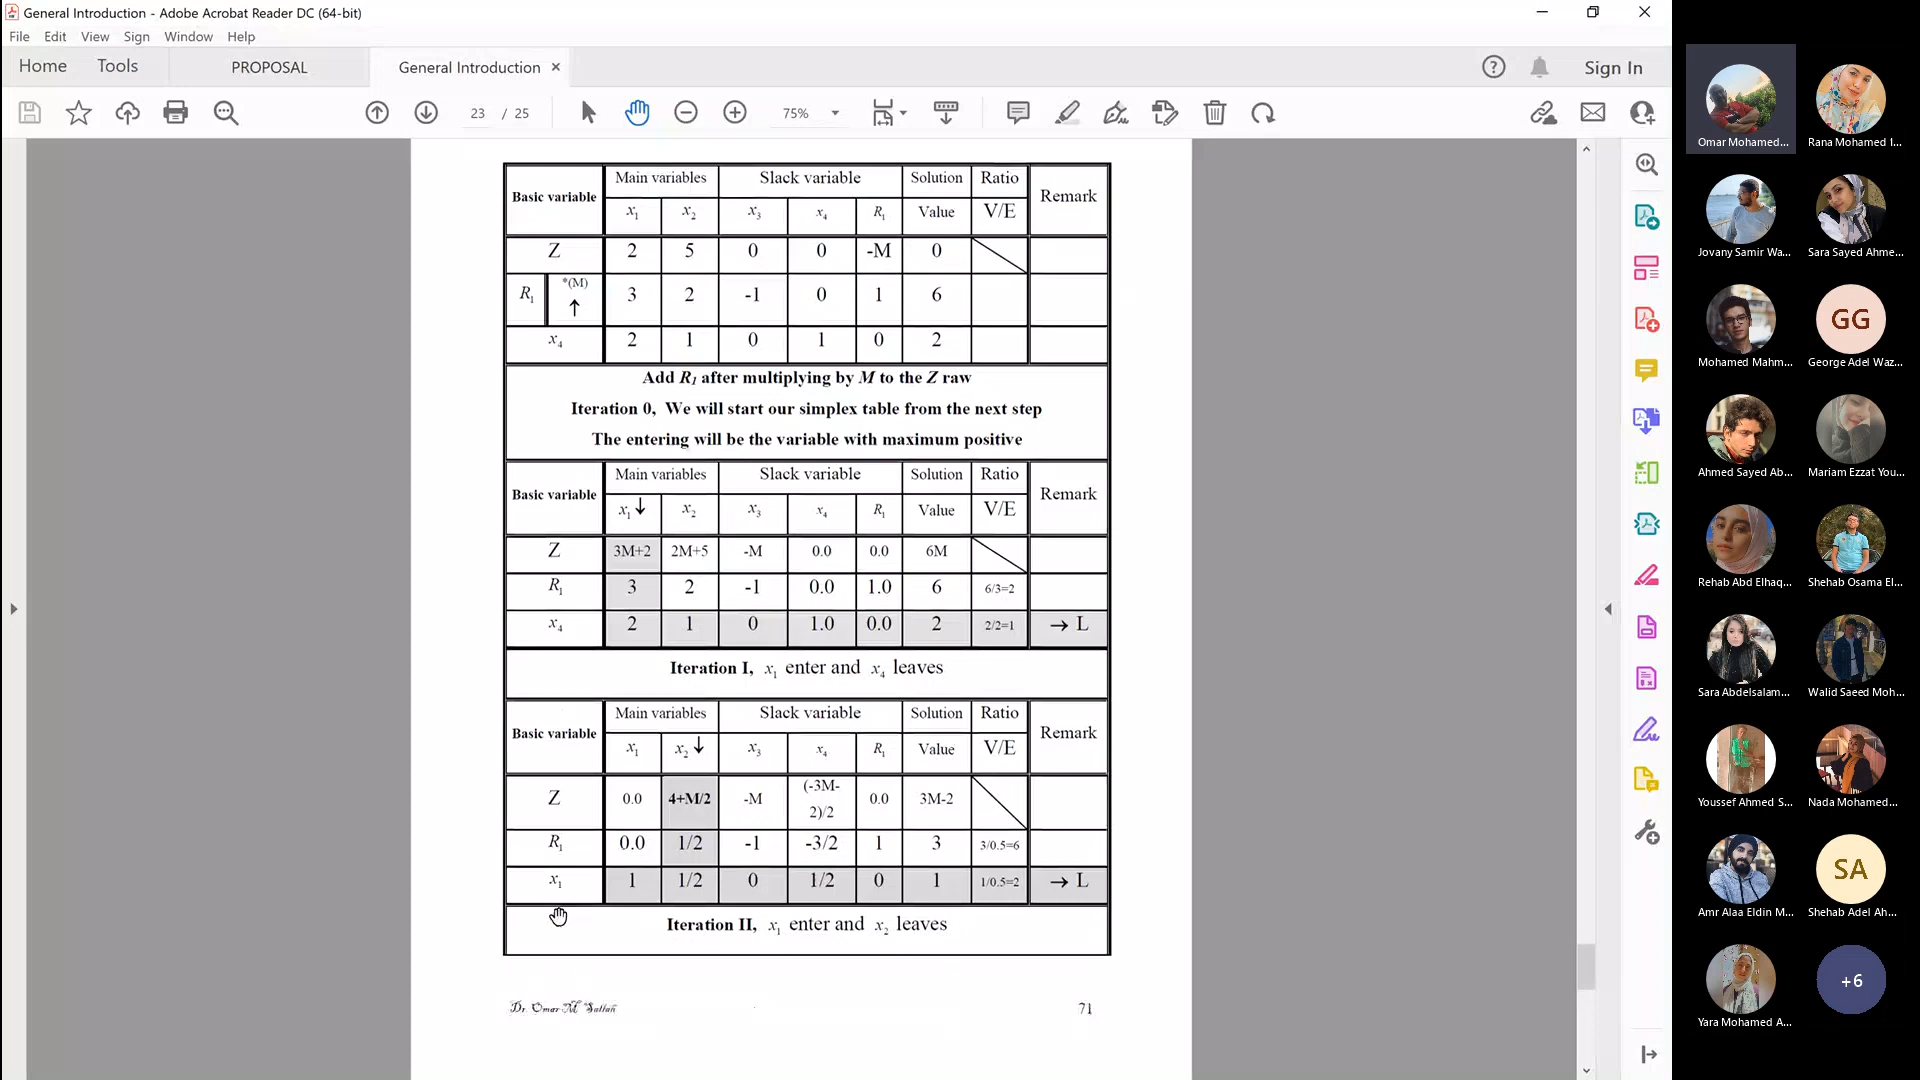 General Introduction - Adobe Acrobat Reader DC (64-bit)
File Edit View Sign Window Help
Home Tools PROPOSAL General Introduction × Sign In
23 / 25 75%
Basic variable Main variables Slack variable Solution Ratio Remark
x1 x2 x3 x4 R1 Value V/E
Z 2 5 0 0 -M 0
R1 *(M) ↑ 3 2 -1 0 1 6
x4 2 1 0 1 0 2
Add R1 after multiplying by M to the Z raw
Iteration 0, We will start our simplex table from the next step
The entering will be the variable with maximum positive
Basic variable Main variables Slack variable Solution Ratio Remark
x1 ↓ x2 x3 x4 R1 Value V/E
Z 3M+2 2M+5 -M 0.0 0.0 6M
R1 3 2 -1 0.0 1.0 6 6/3=2
x4 2 1 0 1.0 0.0 2 2/2=1 → L
Iteration I, x1 enter and x4 leaves
Basic variable Main variables Slack variable Solution Ratio Remark
x1 x2 ↓ x3 x4 R1 Value V/E
Z 0.0 4+M/2 -M (-3M-2)/2 0.0 3M-2
R1 0.0 1/2 -1 -3/2 1 3 3/0.5=6
x1 1 1/2 0 1/2 0 1 1/0.5=2 → L
Iteration II, x1 enter and x2 leaves
Dr. Omar M Sallah 71
Omar Mohamed... Rana Mohamed I...
Jovany Samir Wa... Sara Sayed Ahme...
GG
Mohamed Mahm... George Adel Waz...
Ahmed Sayed Ab... Mariam Ezzat You...
Rehab Abd Elhaq... Shehab Osama El...
Sara Abdelsalam... Walid Saeed Moh...
Youssef Ahmed S... Nada Mohamed...
SA
Amr Alaa Eldin M... Shehab Adel Ah...
+6
Yara Mohamed A...